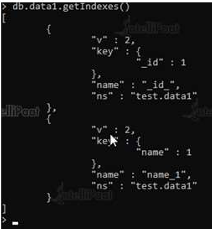 > db.data1.getIndexes()
[
        {
                "v" : 2,
                "key" : {
                        "_id" : 1
                },
                "name" : "_id_",
                "ns" : "test.data1"
        },
        {
                "v" : 2,
                "key" : {
                        "name" : 1
                },
                "name" : "name_1",
                "ns" : "test.data1"
        }
]
>